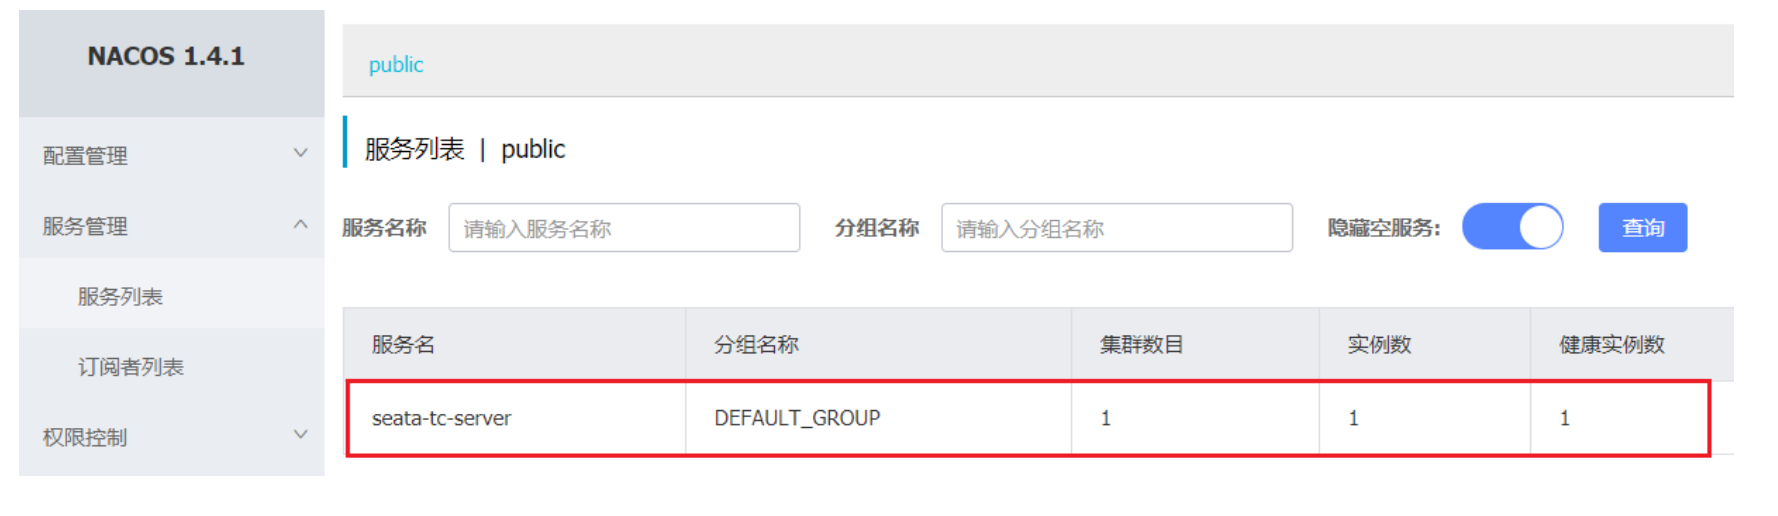 NACOS 1.4.1
配置管理
服务管理
服务列表
订阅者列表
权限控制
public
服务列表 | public
服务名称 请输入服务名称 分组名称 请输入分组名称 隐藏空服务: 查询
服务名 分组名称 集群数目 实例数 健康实例数
seata-tc-server DEFAULT_GROUP 1 1 1